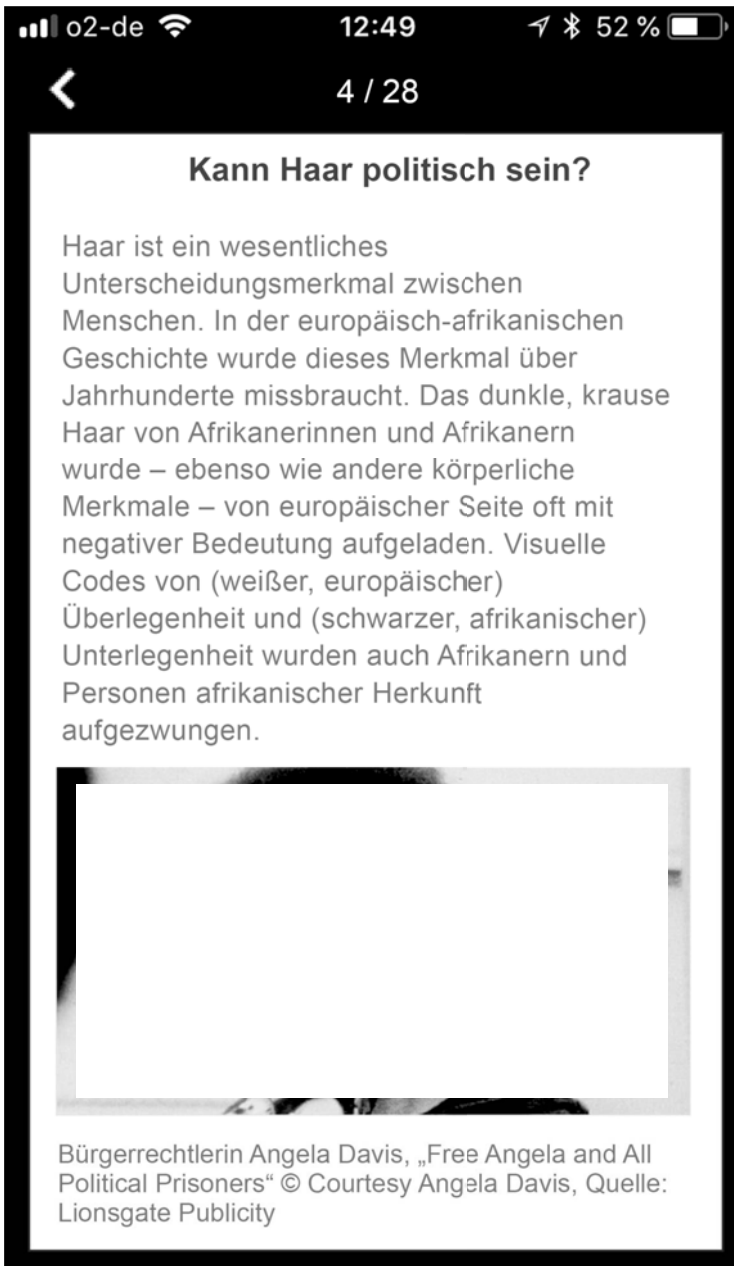 o2-de 12:49 52 %
4 / 28
Kann Haar politisch sein?
Haar ist ein wesentliches
Unterscheidungsmerkmal zwischen
Menschen. In der europäisch-afrikanischen
Geschichte wurde dieses Merkmal über
Jahrhunderte missbraucht. Das dunkle, krause
Haar von Afrikanerinnen und Afrikanern
wurde – ebenso wie andere körperliche
Merkmale – von europäischer Seite oft mit
negativer Bedeutung aufgeladen. Visuelle
Codes von (weißer, europäischer)
Überlegenheit und (schwarzer, afrikanischer)
Unterlegenheit wurden auch Afrikanern und
Personen afrikanischer Herkunft
aufgezwungen.
Bürgerrechtlerin Angela Davis, „Free Angela and All
Political Prisoners“ © Courtesy Angela Davis, Quelle:
Lionsgate Publicity